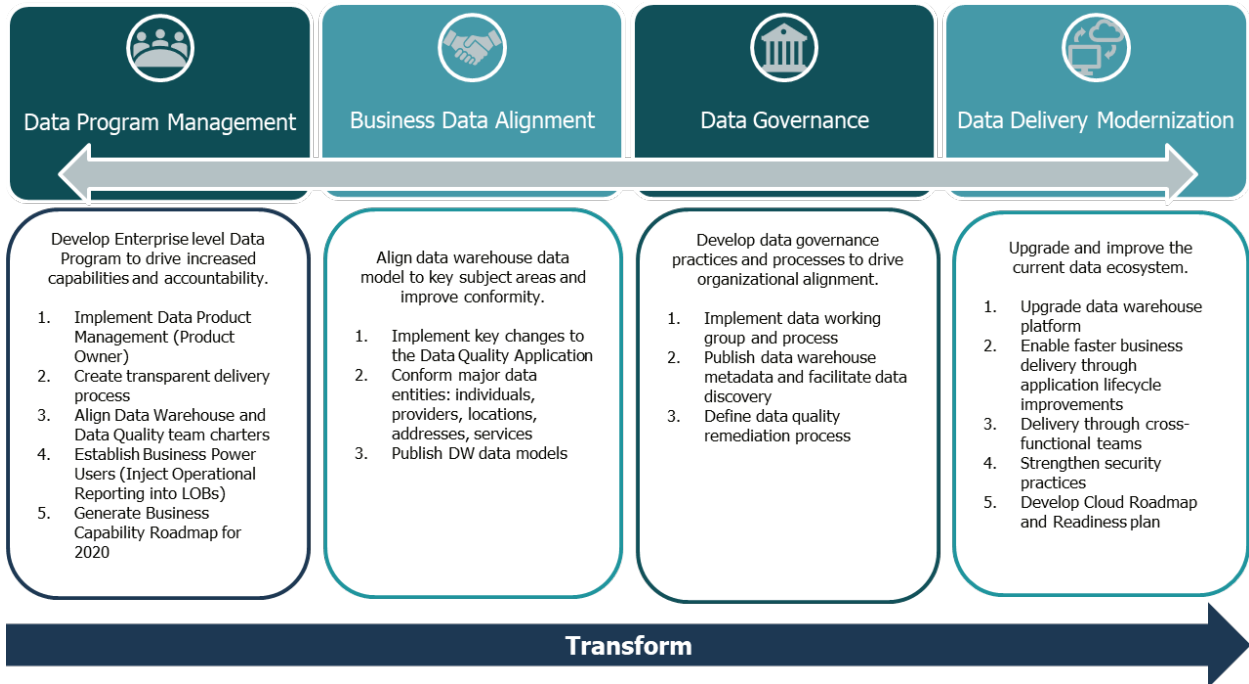 Data Program Management
Business Data Alignment
Data Governance
Data Delivery Modernization
Develop Enterprise level Data
Program to drive increased
capabilities and accountability.
1. Implement Data Product
Management (Product
Owner)
2. Create transparent delivery
process
3. Align Data Warehouse and
Data Quality team charters
4. Establish Business Power
Users (Inject Operational
Reporting into LOBs)
5. Generate Business
Capability Roadmap for
2020
Align data warehouse data
model to key subject areas and
improve conformity.
1. Implement key changes to
the Data Quality Application
2. Conform major data
entities: individuals,
providers, locations,
addresses, services
3. Publish DW data models
Develop data governance
practices and processes to drive
organizational alignment.
1. Implement data working
group and process
2. Publish data warehouse
metadata and facilitate data
discovery
3. Define data quality
remediation process
Upgrade and improve the
current data ecosystem.
1. Upgrade data warehouse
platform
2. Enable faster business
delivery through
application lifecycle
improvements
3. Delivery through cross-
functional teams
4. Strengthen security
practices
5. Develop Cloud Roadmap
and Readiness plan
Transform